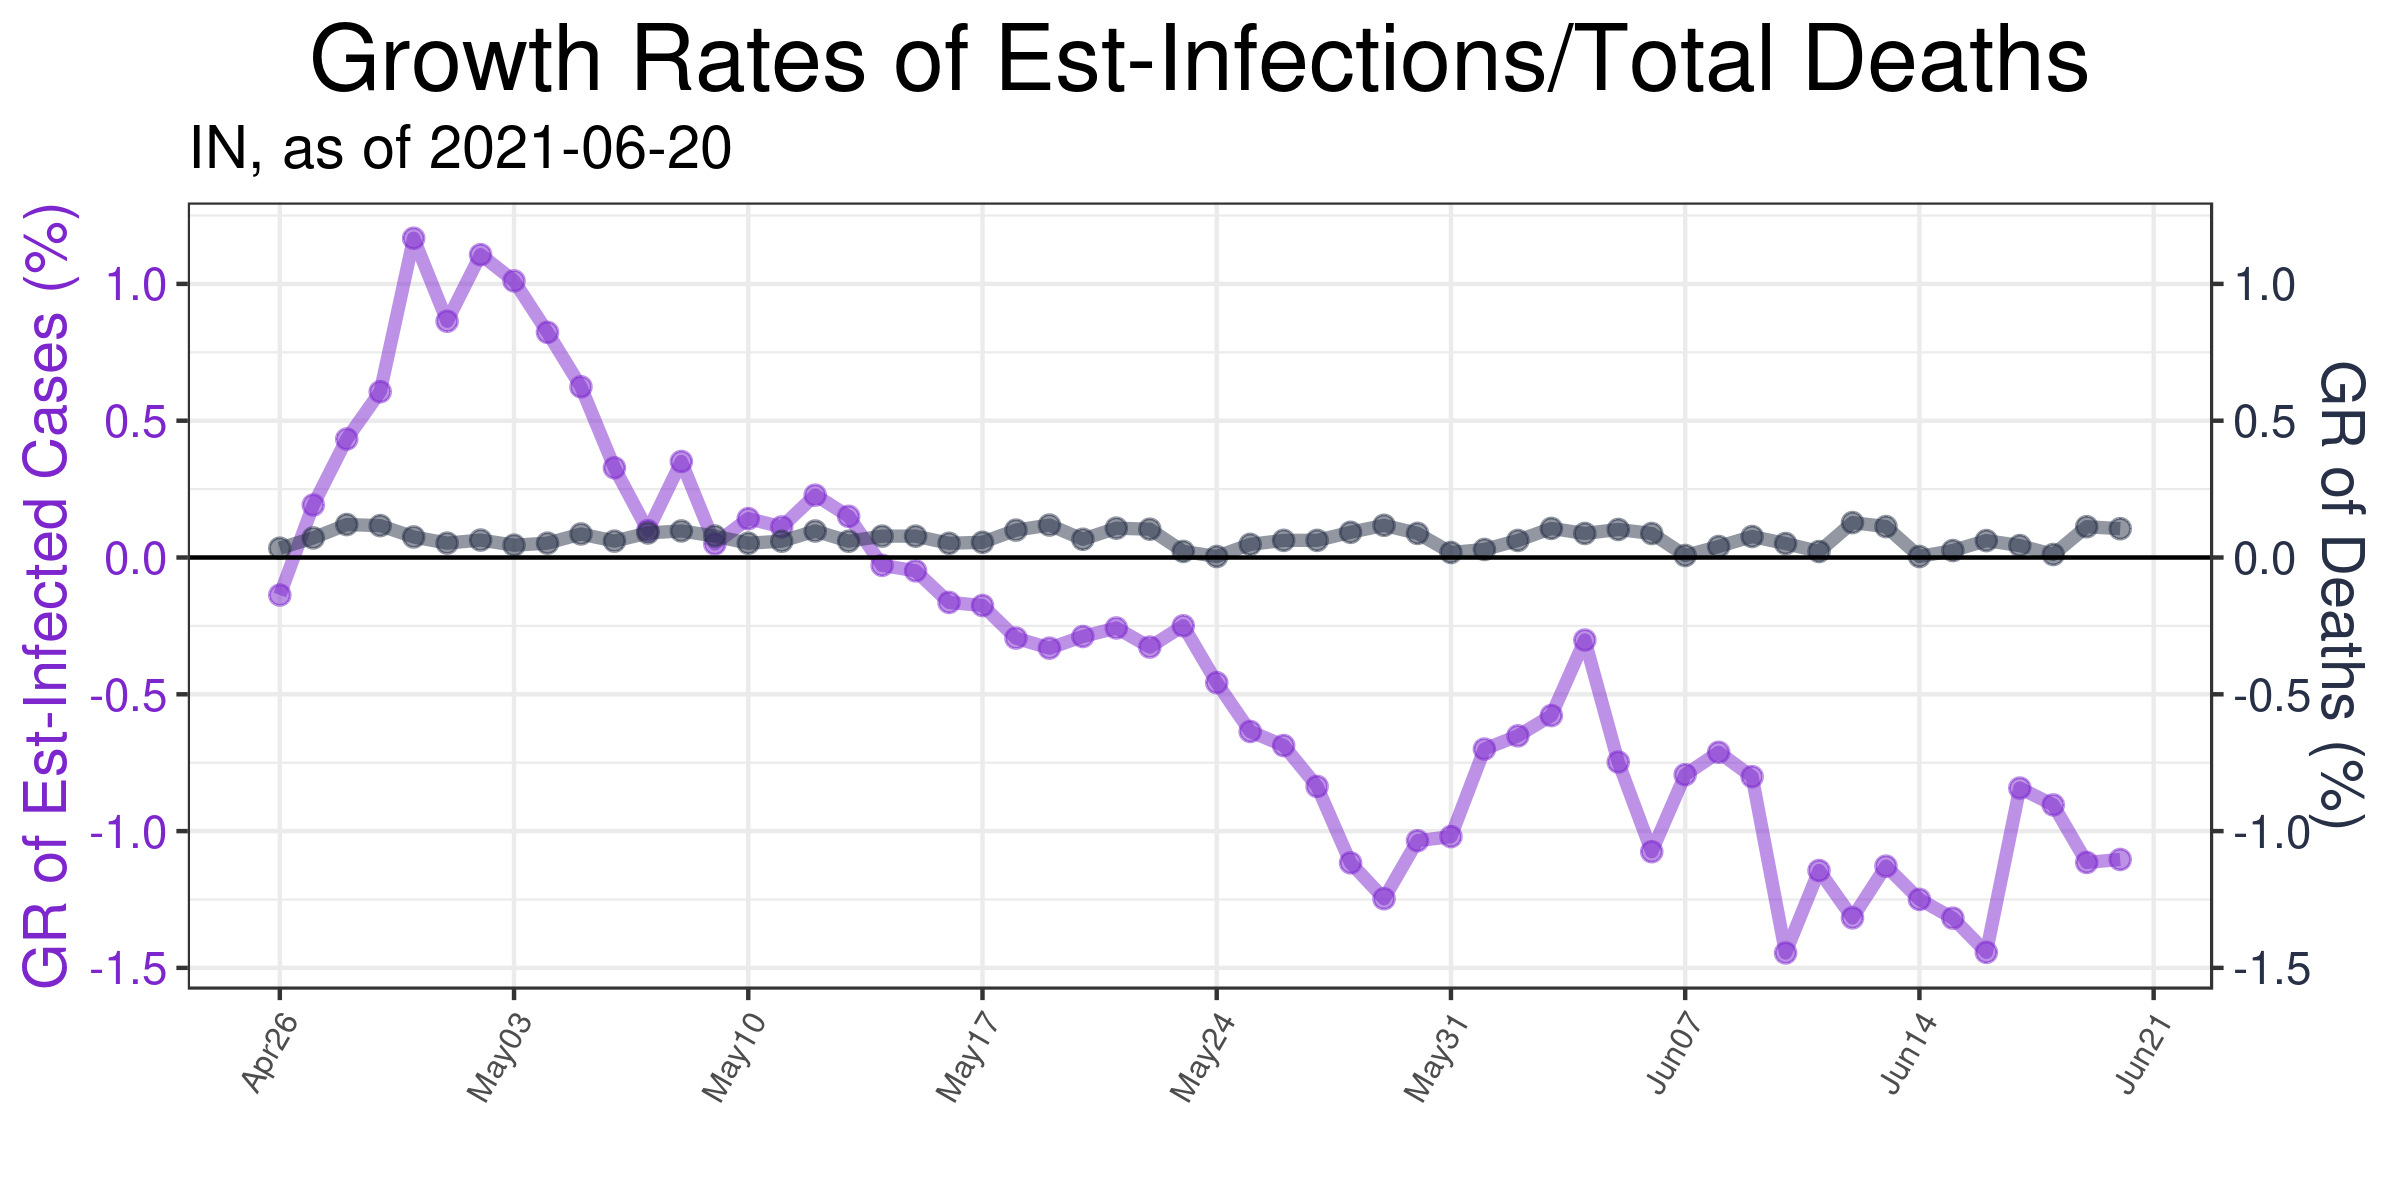 Growth Rates of Est-Infections/Total Deaths
IN, as of 2021-06-20
GR of Est-Infected Cases (%)
1.0
0.5
0.0
-0.5
-1.0
-1.5
1.0
0.5
0.0
-0.5
-1.0
-1.5
GR of Deaths (%)
Apr26
May03
May10
May17
May24
May31
Jun07
Jun14
Jun21